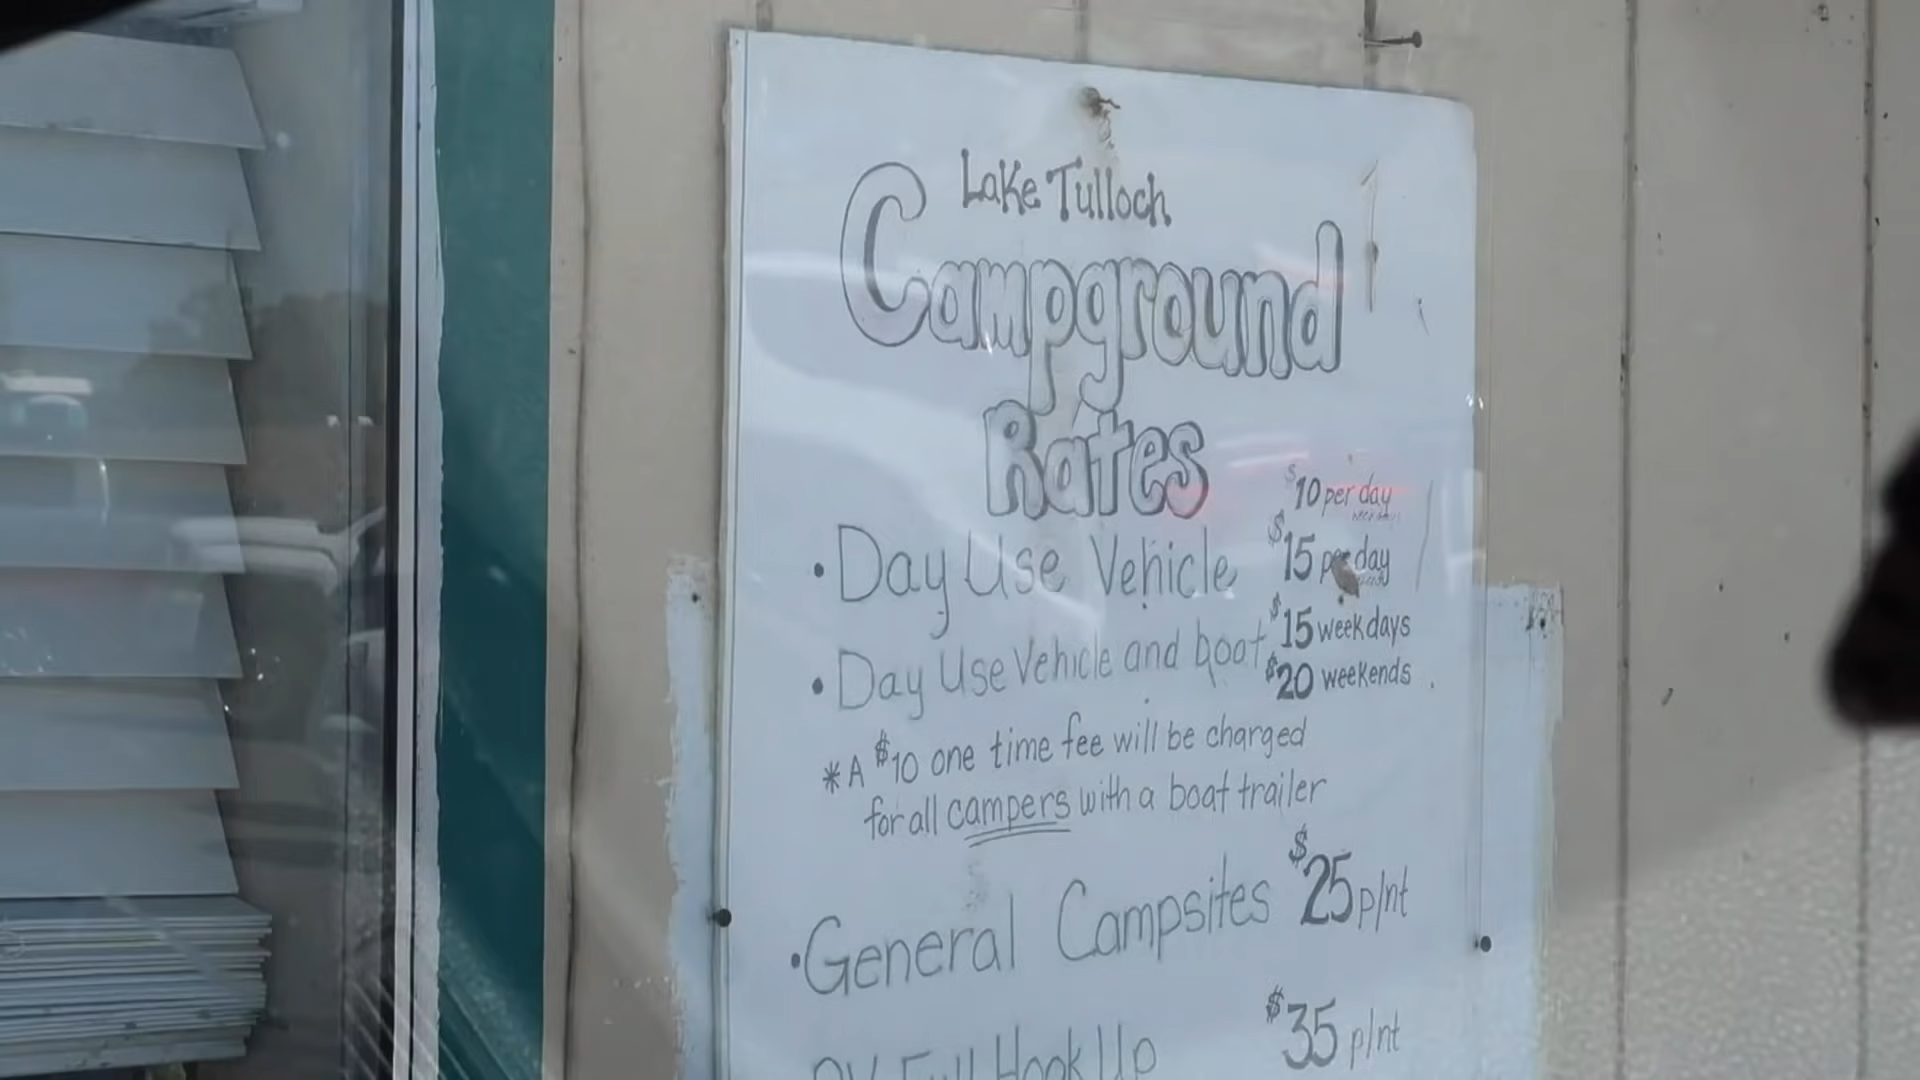 Lake Tulloch
Campground
Rates
$10 per day
weekdays
• Day Use Vehicle $15 per day
• Day Use Vehicle and boat $15 weekdays
$20 weekends
*A $10 one time fee will be charged
for all campers with a boat trailer
• General Campsites $25 p/nt
RV Full Hook Up $35 p/nt